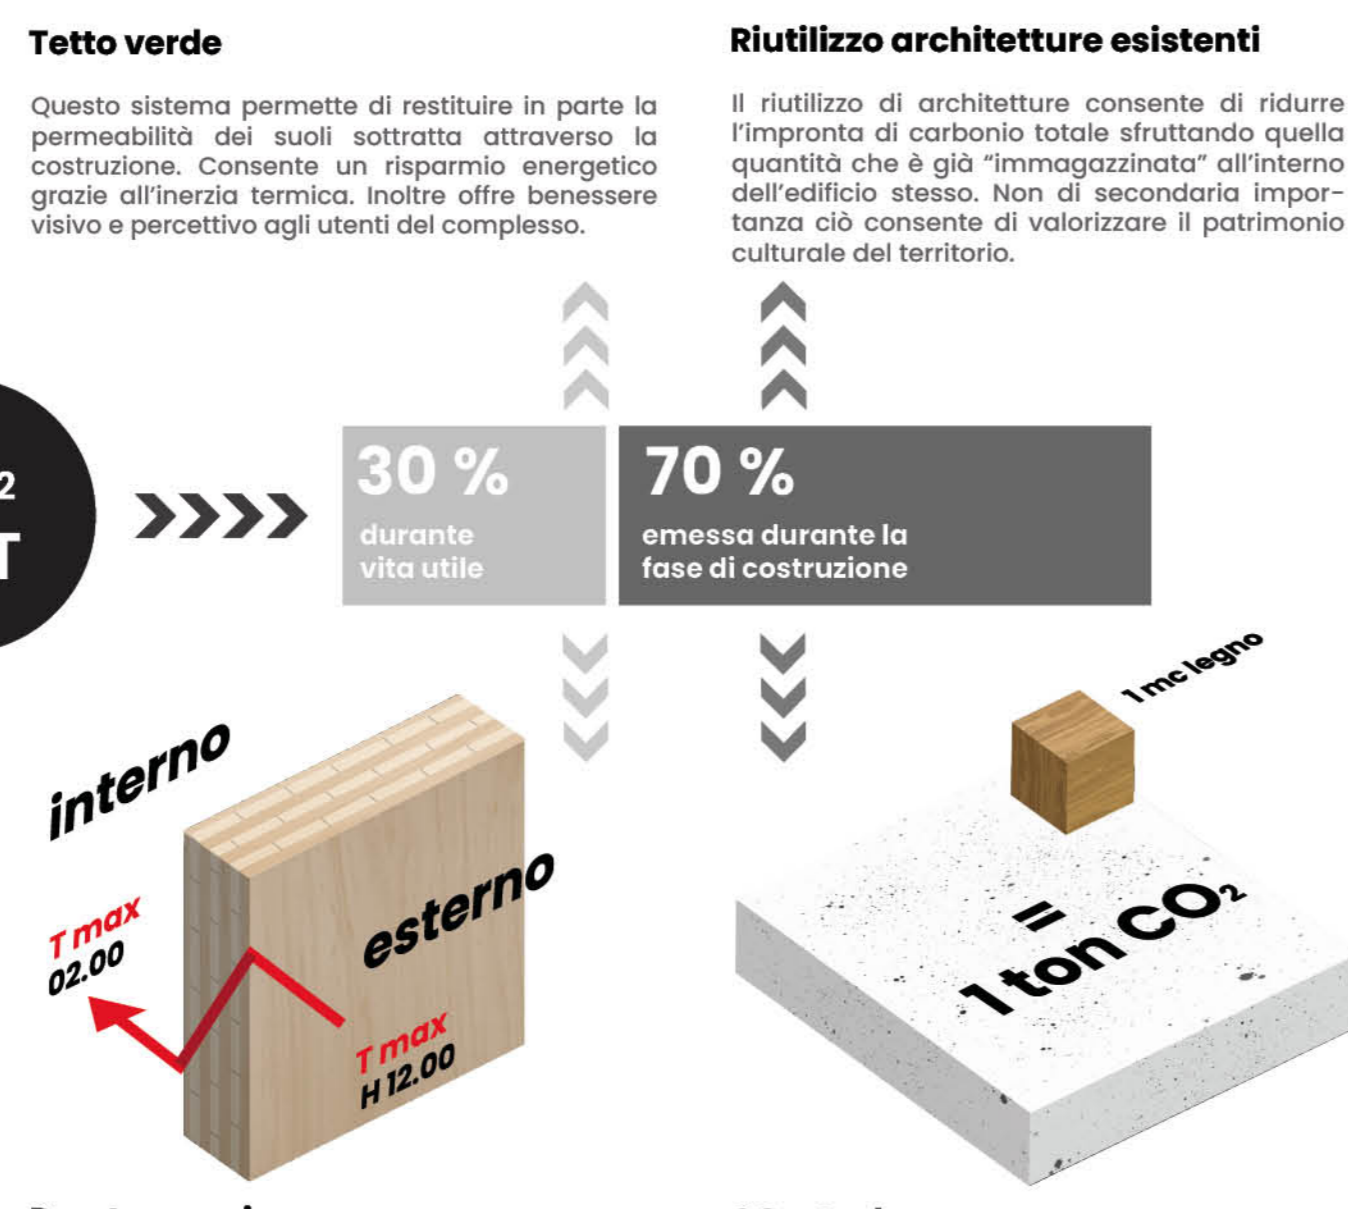 Tetto verde
Questo sistema permette di restituire in parte la
permeabilità dei suoli sottratta attraverso la
costruzione. Consente un risparmio energetico
grazie all'inerzia termica. Inoltre offre benessere
visivo e percettivo agli utenti del complesso.
Riutilizzo architetture esistenti
Il riutilizzo di architetture consente di ridurre
l'impronta di carbonio totale sfruttando quella
quantità che è già “immagazzinata” all'interno
dell'edificio stesso. Non di secondaria impor-
tanza ciò consente di valorizzare il patrimonio
culturale del territorio.
2
T
30 %
durante
vita utile
70 %
emessa durante la
fase di costruzione
interno
esterno
T max
02.00
T max
H 12.00
1 mc legno
=
1 ton CO₂